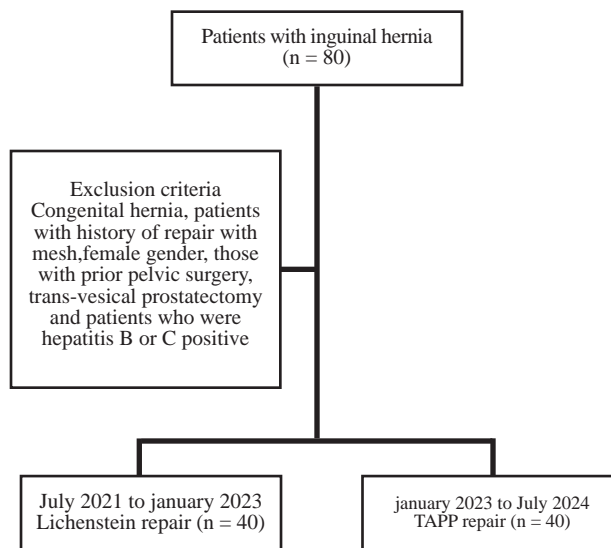 Patients with inguinal hernia
(n = 80)
Exclusion criteria
Congenital hernia, patients
with history of repair with
mesh,female gender, those
with prior pelvic surgery,
trans-vesical prostatectomy
and patients who were
hepatitis B or C positive
July 2021 to january 2023
Lichenstein repair (n = 40)
january 2023 to July 2024
TAPP repair (n = 40)